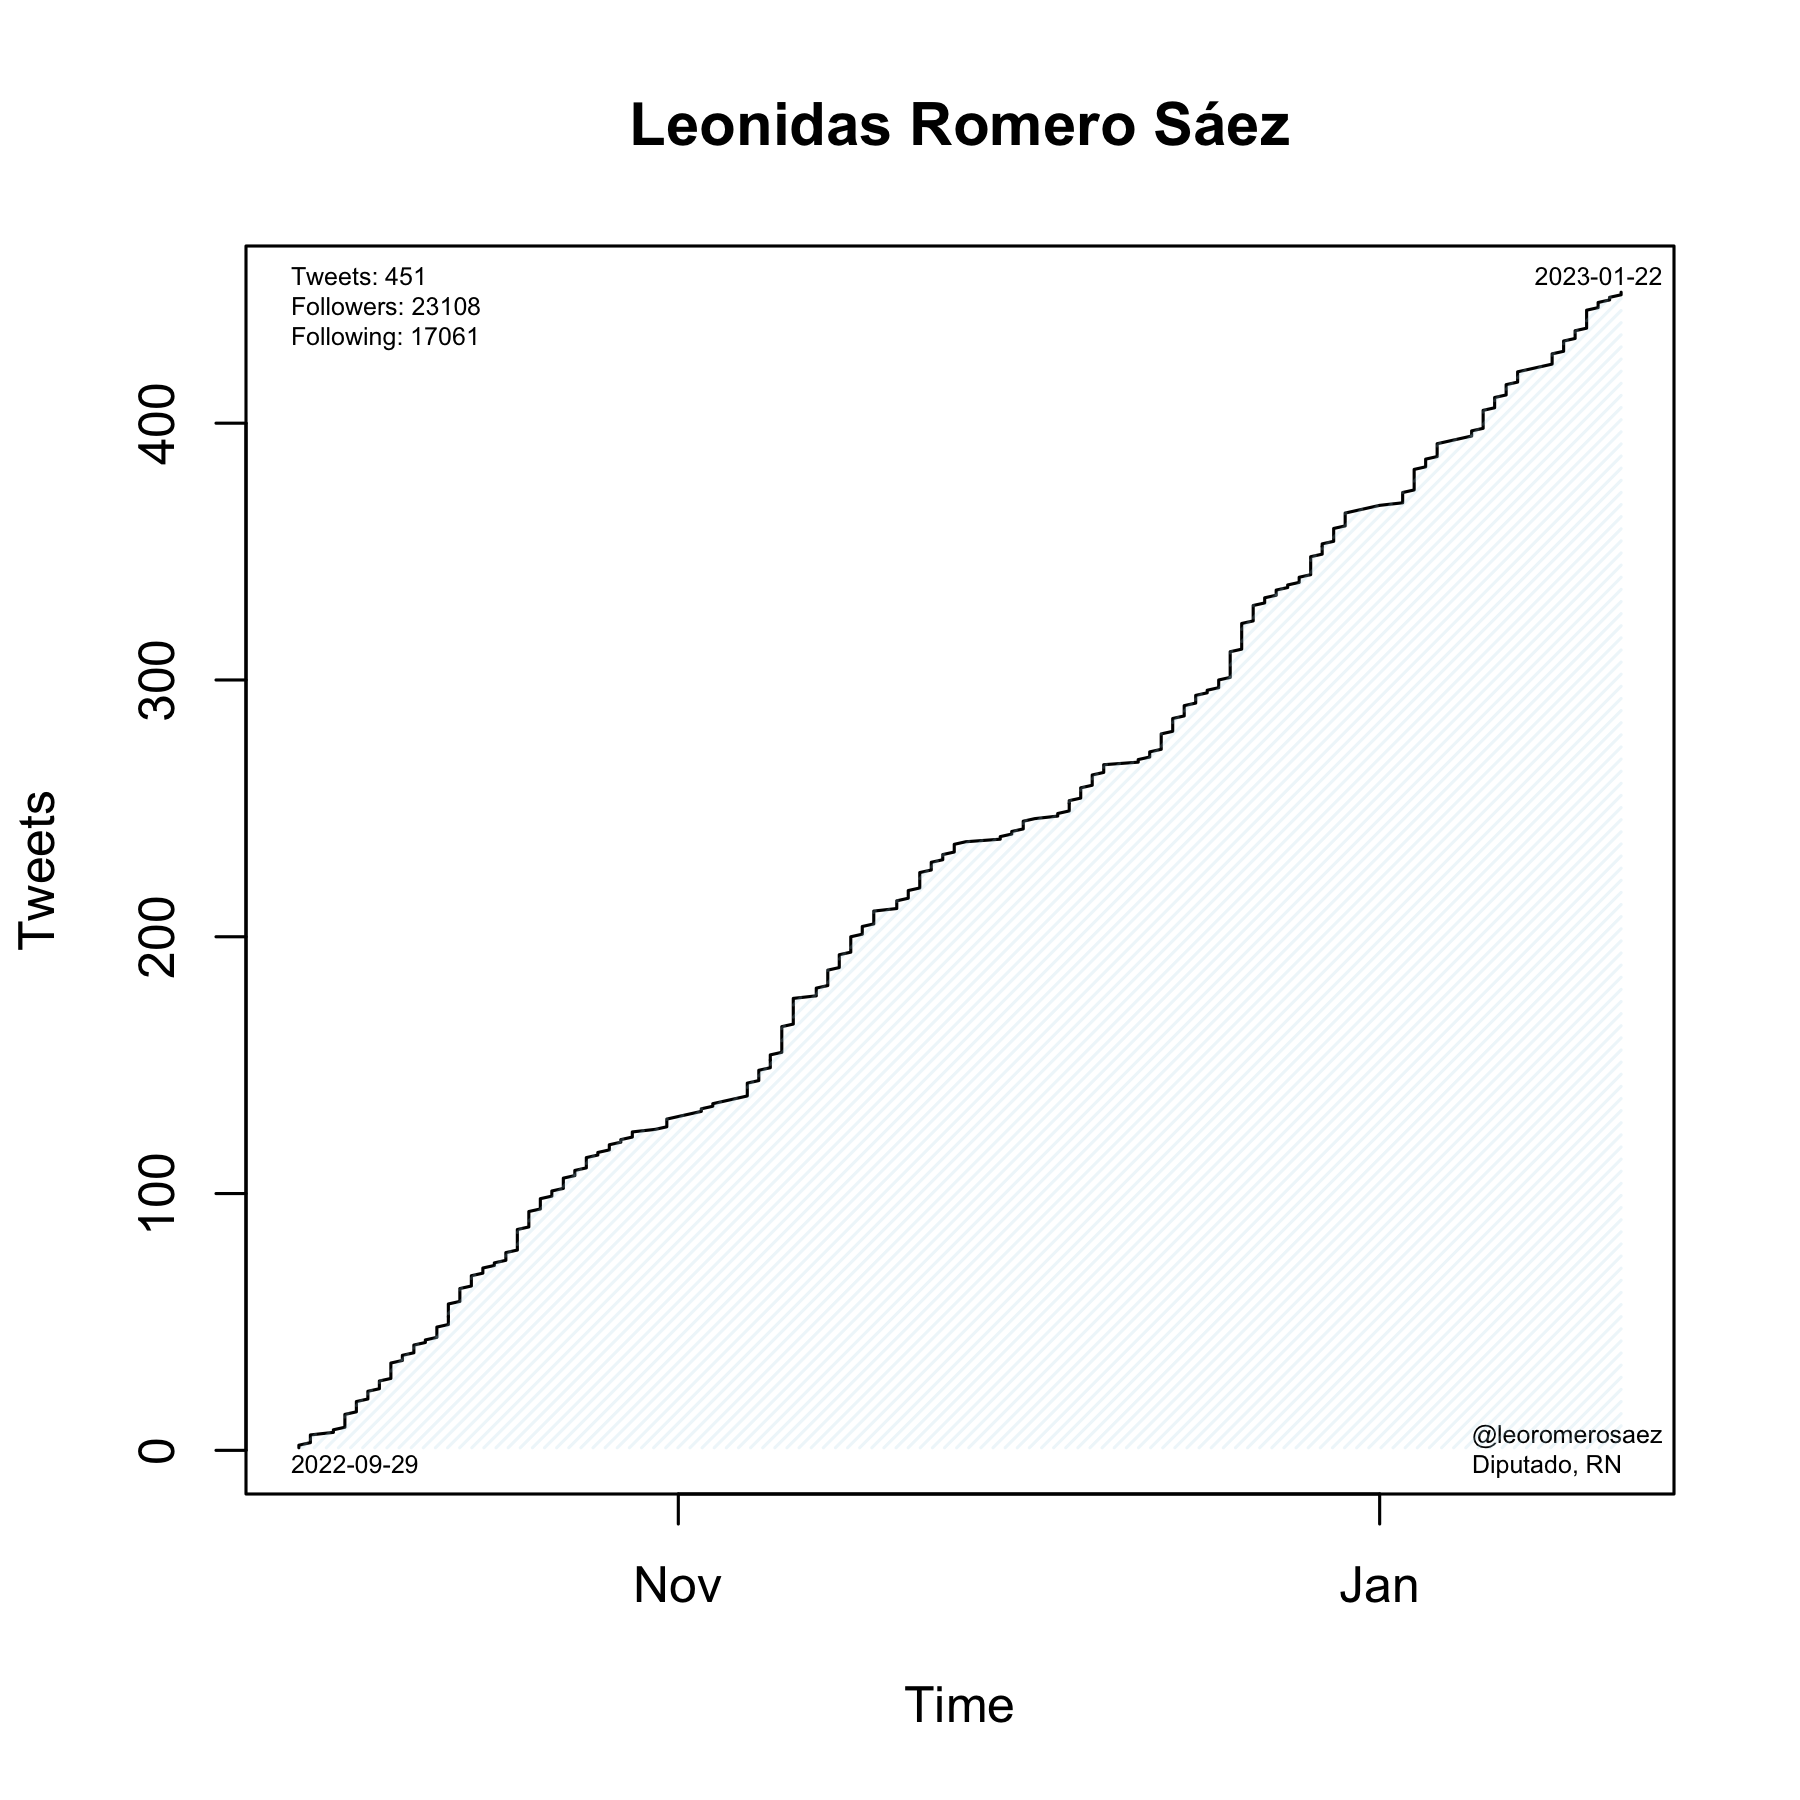 Leonidas Romero Sáez
Tweets: 451
Followers: 23108
Following: 17061
2023-01-22
400
300
200
100
0
Tweets
2022-09-29
@leoromerosaez
Diputado, RN
Nov
Jan
Time